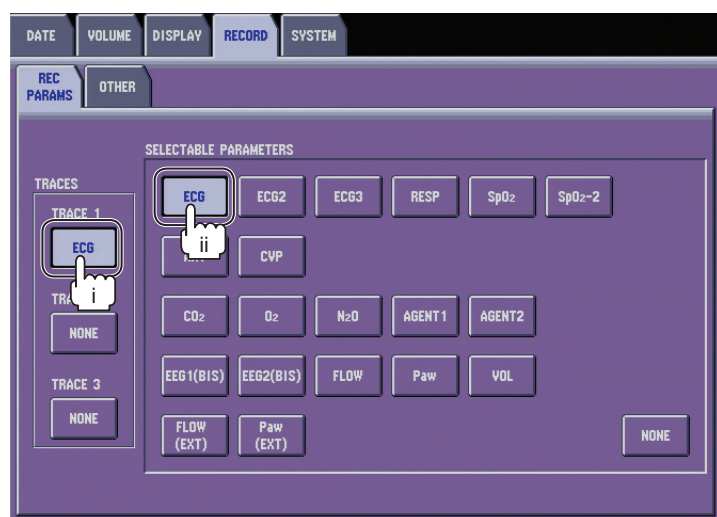 DATE VOLUME DISPLAY RECORD SYSTEM
REC PARAMS OTHER
SELECTABLE PARAMETERS
TRACES
TRACE 1
ECG
i
NONE
TRACE 3
NONE
ECG ECG2 ECG3 RESP SpO₂ SpO₂-2
ii
CVP
CO₂ O₂ N₂O AGENT1 AGENT2
EEG1(BIS) EEG2(BIS) FLOW Paw VOL
FLOW (EXT) Paw (EXT) NONE